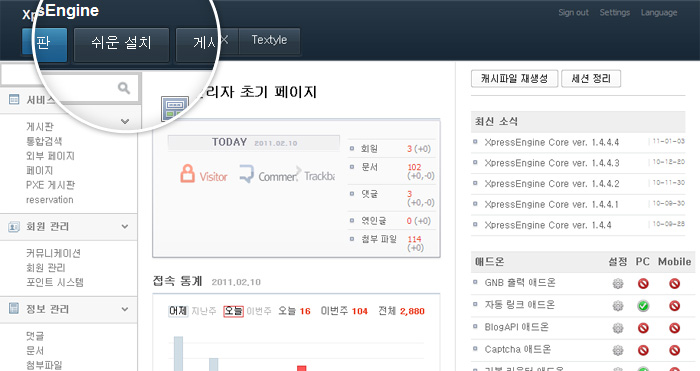 XpressEngine
Sign out Settings Language
판 쉬운 설치 게시 X Textyle
서비스
게시판
통합검색
외부 페이지
페이지
PXE 게시판
reservation
회원 관리
커뮤니케이션
회원 관리
포인트 시스템
정보 관리
댓글
문서
첨부파일
리자 초기 페이지
TODAY 2011.02.10
Visitor Commer Trackba
회원 3 (+0)
문서 102 (+0,-0)
댓글 3 (+0,-0)
엮인글 0 (+0)
첨부 파일 114 (+0)
접속 통계 2011.02.10
어제 지난주 오늘 이번주 오늘 16 이번주 104 전체 2,880
캐시파일 재생성 세션 정리
최신 소식
XpressEngine Core ver. 1.4.4.4 11-01-03
XpressEngine Core ver. 1.4.4.3 10-12-20
XpressEngine Core ver. 1.4.4.2 10-11-30
XpressEngine Core ver. 1.4.4.1 10-09-30
XpressEngine Core ver. 1.4.4 10-09-28
애드온 설정 PC Mobile
GNB 출력 애드온
자동 링크 애드온
BlogAPI 애드온
Captcha 애드온